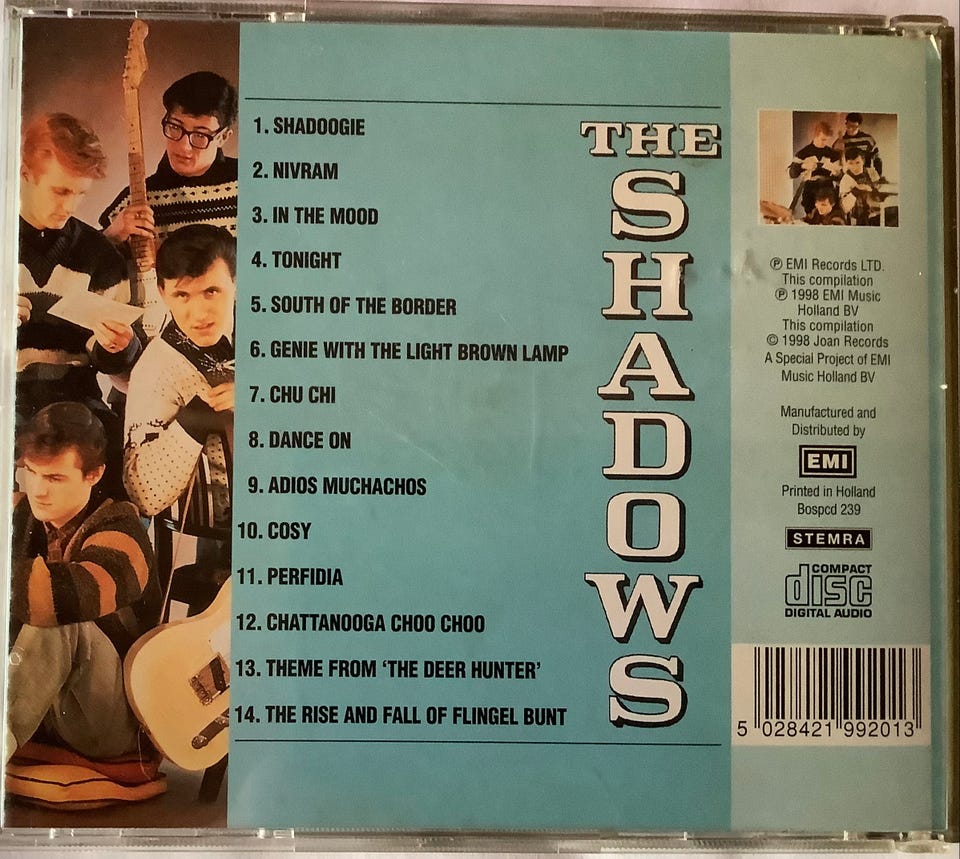 1. SHADOOGIE
2. NIVRAM
3. IN THE MOOD
4. TONIGHT
5. SOUTH OF THE BORDER
6. GENIE WITH THE LIGHT BROWN LAMP
7. CHU CHI
8. DANCE ON
9. ADIOS MUCHACHOS
10. COSY
11. PERFIDIA
12. CHATTANOOGA CHOO CHOO
13. THEME FROM ‘THE DEER HUNTER’
14. THE RISE AND FALL OF FLINGEL BUNT
THE
SHADOWS
℗ EMI Records LTD.
This compilation
℗ 1998 EMI Music
Holland BV
This compilation
© 1998 Joan Records
A Special Project of EMI
Music Holland BV
Manufactured and
Distributed by
EMI
Printed in Holland
Bospcd 239
STEMRA
COMPACT
disc
DIGITAL AUDIO
5 028421 992013